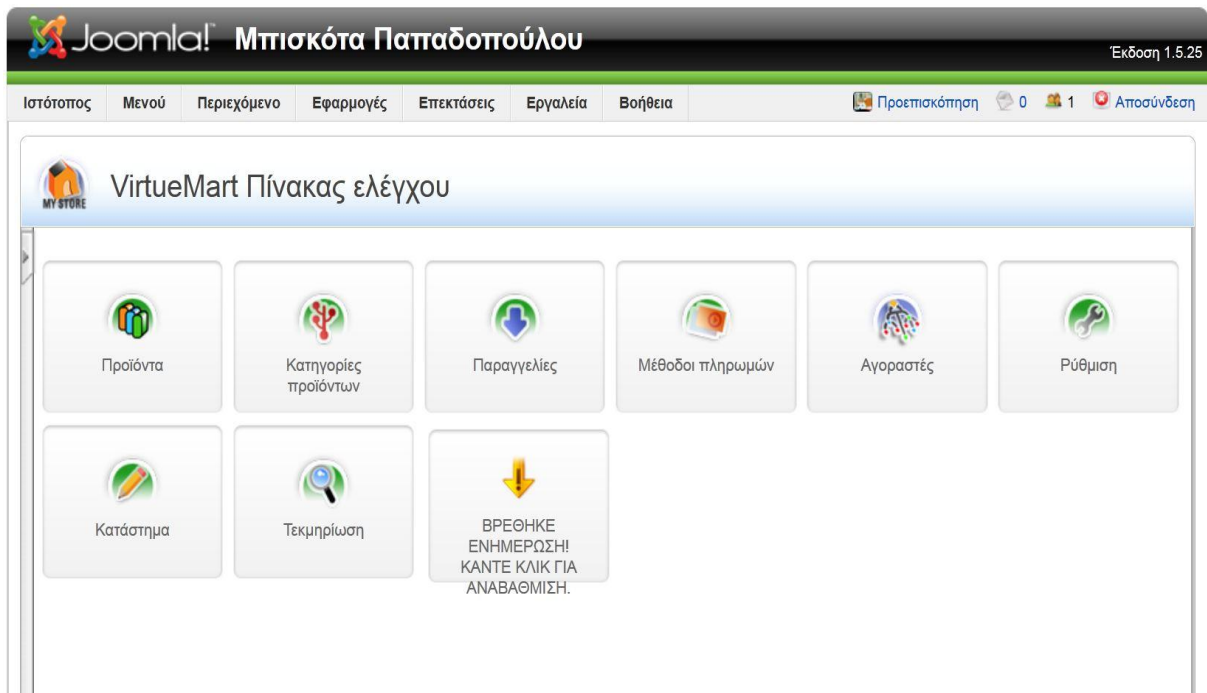 Joomla!® Μπισκότα Παπαδοπούλου
Έκδοση 1.5.25
Ιστότοπος Μενού Περιεχόμενο Εφαρμογές Επεκτάσεις Εργαλεία Βοήθεια Προεπισκόπηση 0 1 Αποσύνδεση
MY STORE
VirtueMart Πίνακας ελέγχου
Προϊόντα
Κατηγορίες
προϊόντων
Παραγγελίες
Μέθοδοι πληρωμών
Αγοραστές
Ρύθμιση
Κατάστημα
Τεκμηρίωση
ΒΡΕΘΗΚΕ
ΕΝΗΜΕΡΩΣΗ!
ΚΑΝΤΕ ΚΛΙΚ ΓΙΑ
ΑΝΑΒΑΘΜΙΣΗ.